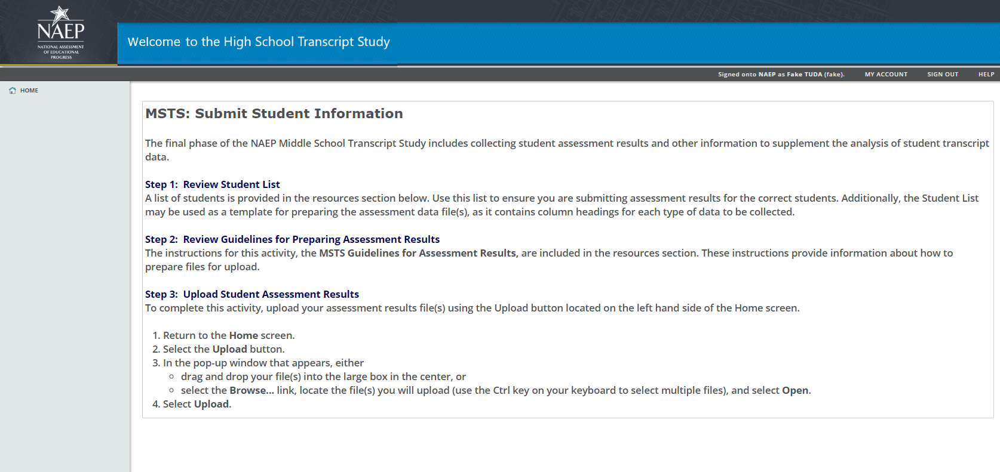 NAEP
NATIONAL ASSESSMENT
OF EDUCATIONAL
PROGRESS
Welcome to the High School Transcript Study
Signed onto NAEP as Fake TUDA (fake).
MY ACCOUNT
SIGN OUT
HELP
HOME
MSTS: Submit Student Information
The final phase of the NAEP Middle School Transcript Study includes collecting student assessment results and other information to supplement the analysis of student transcript
data.
Step 1:  Review Student List
A list of students is provided in the resources section below. Use this list to ensure you are submitting assessment results for the correct students. Additionally, the Student List
may be used as a template for preparing the assessment data file(s), as it contains column headings for each type of data to be collected.
Step 2:  Review Guidelines for Preparing Assessment Results
The instructions for this activity, the MSTS Guidelines for Assessment Results, are included in the resources section. These instructions provide information about how to
prepare files for upload.
Step 3:  Upload Student Assessment Results
To complete this activity, upload your assessment results file(s) using the Upload button located on the left hand side of the Home screen.
1. Return to the Home screen.
2. Select the Upload button.
3. In the pop-up window that appears, either
◦ drag and drop your file(s) into the large box in the center, or
◦ select the Browse... link, locate the file(s) you will upload (use the Ctrl key on your keyboard to select multiple files), and select Open.
4. Select Upload.